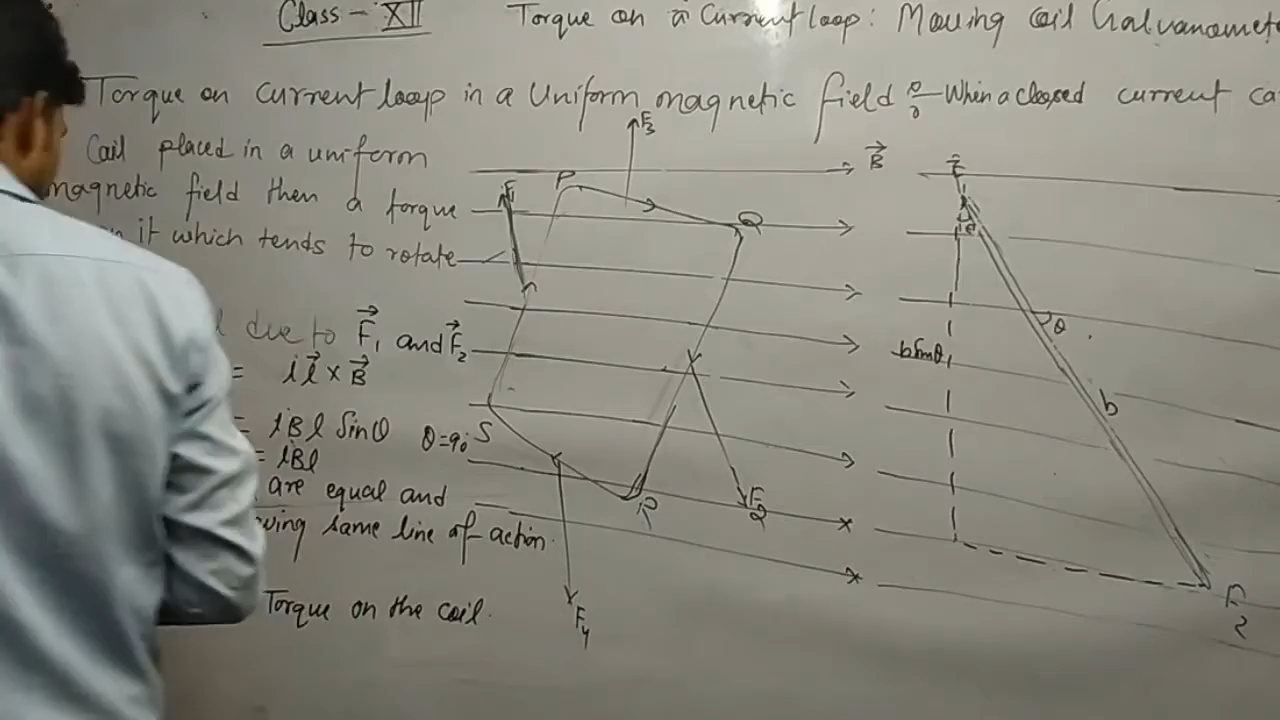 Class - XII Torque on a Current loop: Moving coil Galvanomet
Torque on current loop in a Uniform magnetic field :- When a closed current ca
Coil placed in a uniform
magnetic field then a torque
it which tends to rotate
due to F⃗₁ and F⃗₂
= i l⃗ × B⃗
= iBl Sinθ θ=90°
= iBl
are equal and
ving same line of action.
Torque on the coil.
F₃
B⃗
P
F₁
Q
S
R
F₂
F₄
θ
θ
bSinθ
b
F₂